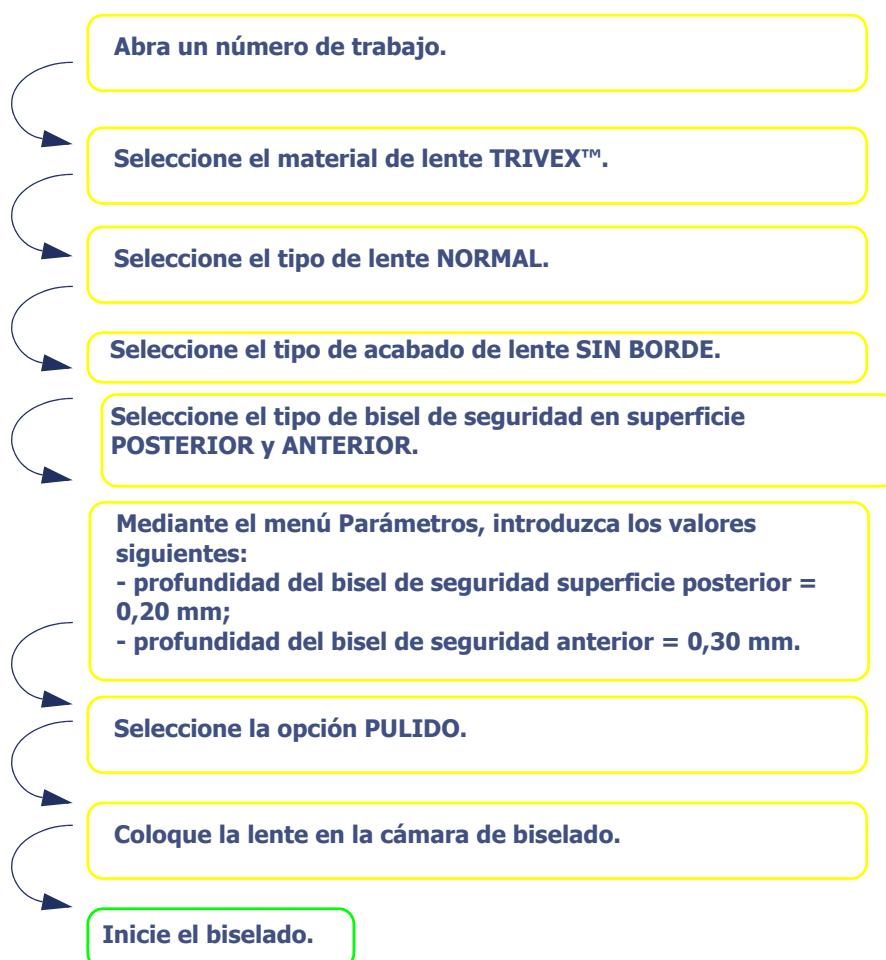 Abra un número de trabajo.
Seleccione el material de lente TRIVEX™.
Seleccione el tipo de lente NORMAL.
Seleccione el tipo de acabado de lente SIN BORDE.
Seleccione el tipo de bisel de seguridad en superficie
POSTERIOR y ANTERIOR.
Mediante el menú Parámetros, introduzca los valores
siguientes:
- profundidad del bisel de seguridad superficie posterior =
0,20 mm;
- profundidad del bisel de seguridad anterior = 0,30 mm.
Seleccione la opción PULIDO.
Coloque la lente en la cámara de biselado.
Inicie el biselado.